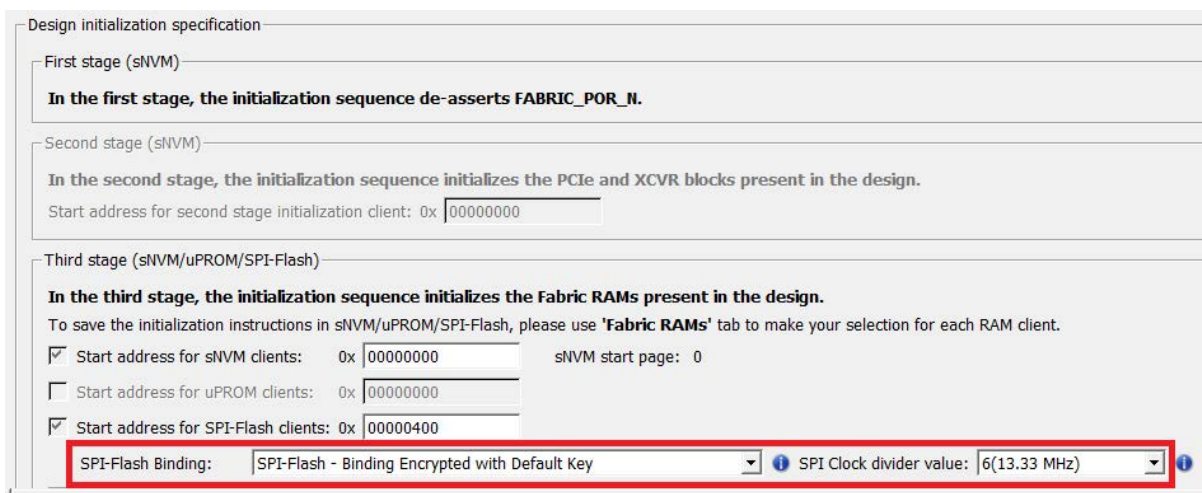 Design initialization specification
First stage (sNVM)
In the first stage, the initialization sequence de-asserts FABRIC_POR_N.
Second stage (sNVM)
In the second stage, the initialization sequence initializes the PCIe and XCVR blocks present in the design.
Start address for second stage initialization client: 0x 00000000
Third stage (sNVM/uPROM/SPI-Flash)
In the third stage, the initialization sequence initializes the Fabric RAMs present in the design.
To save the initialization instructions in sNVM/uPROM/SPI-Flash, please use 'Fabric RAMs' tab to make your selection for each RAM client.
Start address for sNVM clients: 0x 00000000 sNVM start page: 0
Start address for uPROM clients: 0x 00000000
Start address for SPI-Flash clients: 0x 00000400
SPI-Flash Binding: SPI-Flash - Binding Encrypted with Default Key SPI Clock divider value: 6(13.33 MHz)